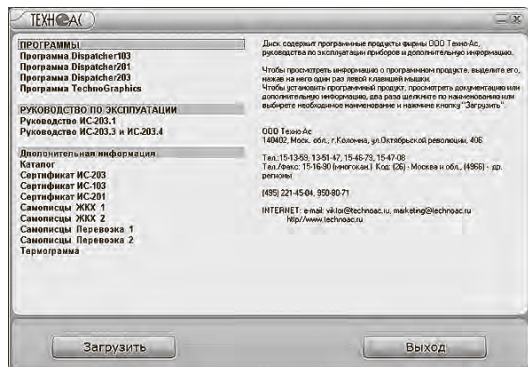 ТЕХНОАС
ПРОГРАММЫ
Программа Dispatcher103
Программа Dispatcher201
Программа Dispatcher203
Программа TechnoGraphics
РУКОВОДСТВО ПО ЭКСПЛУАТАЦИИ
Руководство ИС-203.1
Руководство ИС-203.3 и ИС-203.4
Дополнительная информация
Каталог
Сертификат ИС-203
Сертификат ИС-103
Сертификат ИС-201
Самописцы ЖКХ 1
Самописцы ЖКХ 2
Самописцы Перевозка 1
Самописцы Перевозка 2
Термограмма
Диск содержит программные продукты фирмы ООО Техно-Ас,
руководства по эксплуатации приборов и дополнительную информацию.
Чтобы просмотреть информацию о программном продукте, выделите его,
нажав на него один раз левой клавишей мышки.
Чтобы установить программный продукт, просмотреть документацию или
дополнительную информацию, два раза щелкните по наименованию или
выберете необходимое наименование и нажмите кнопку "Загрузить".
ООО Техно-Ас
140402, Моск. обл., г.Коломна, ул.Октябрьской революции, 406
Тел.:15-13-59, 13-51-47, 15-46-79, 15-47-08
Тел./факс: 15-16-90 (многокан.) Код: (26) - Москва и обл., (4966) - др.
регионы
(495) 221-45-04, 950-80-71
INTERNET: e-mail: viktor@technoac.ru, marketing@technoac.ru
http//www.technoac.ru
Загрузить
Выход